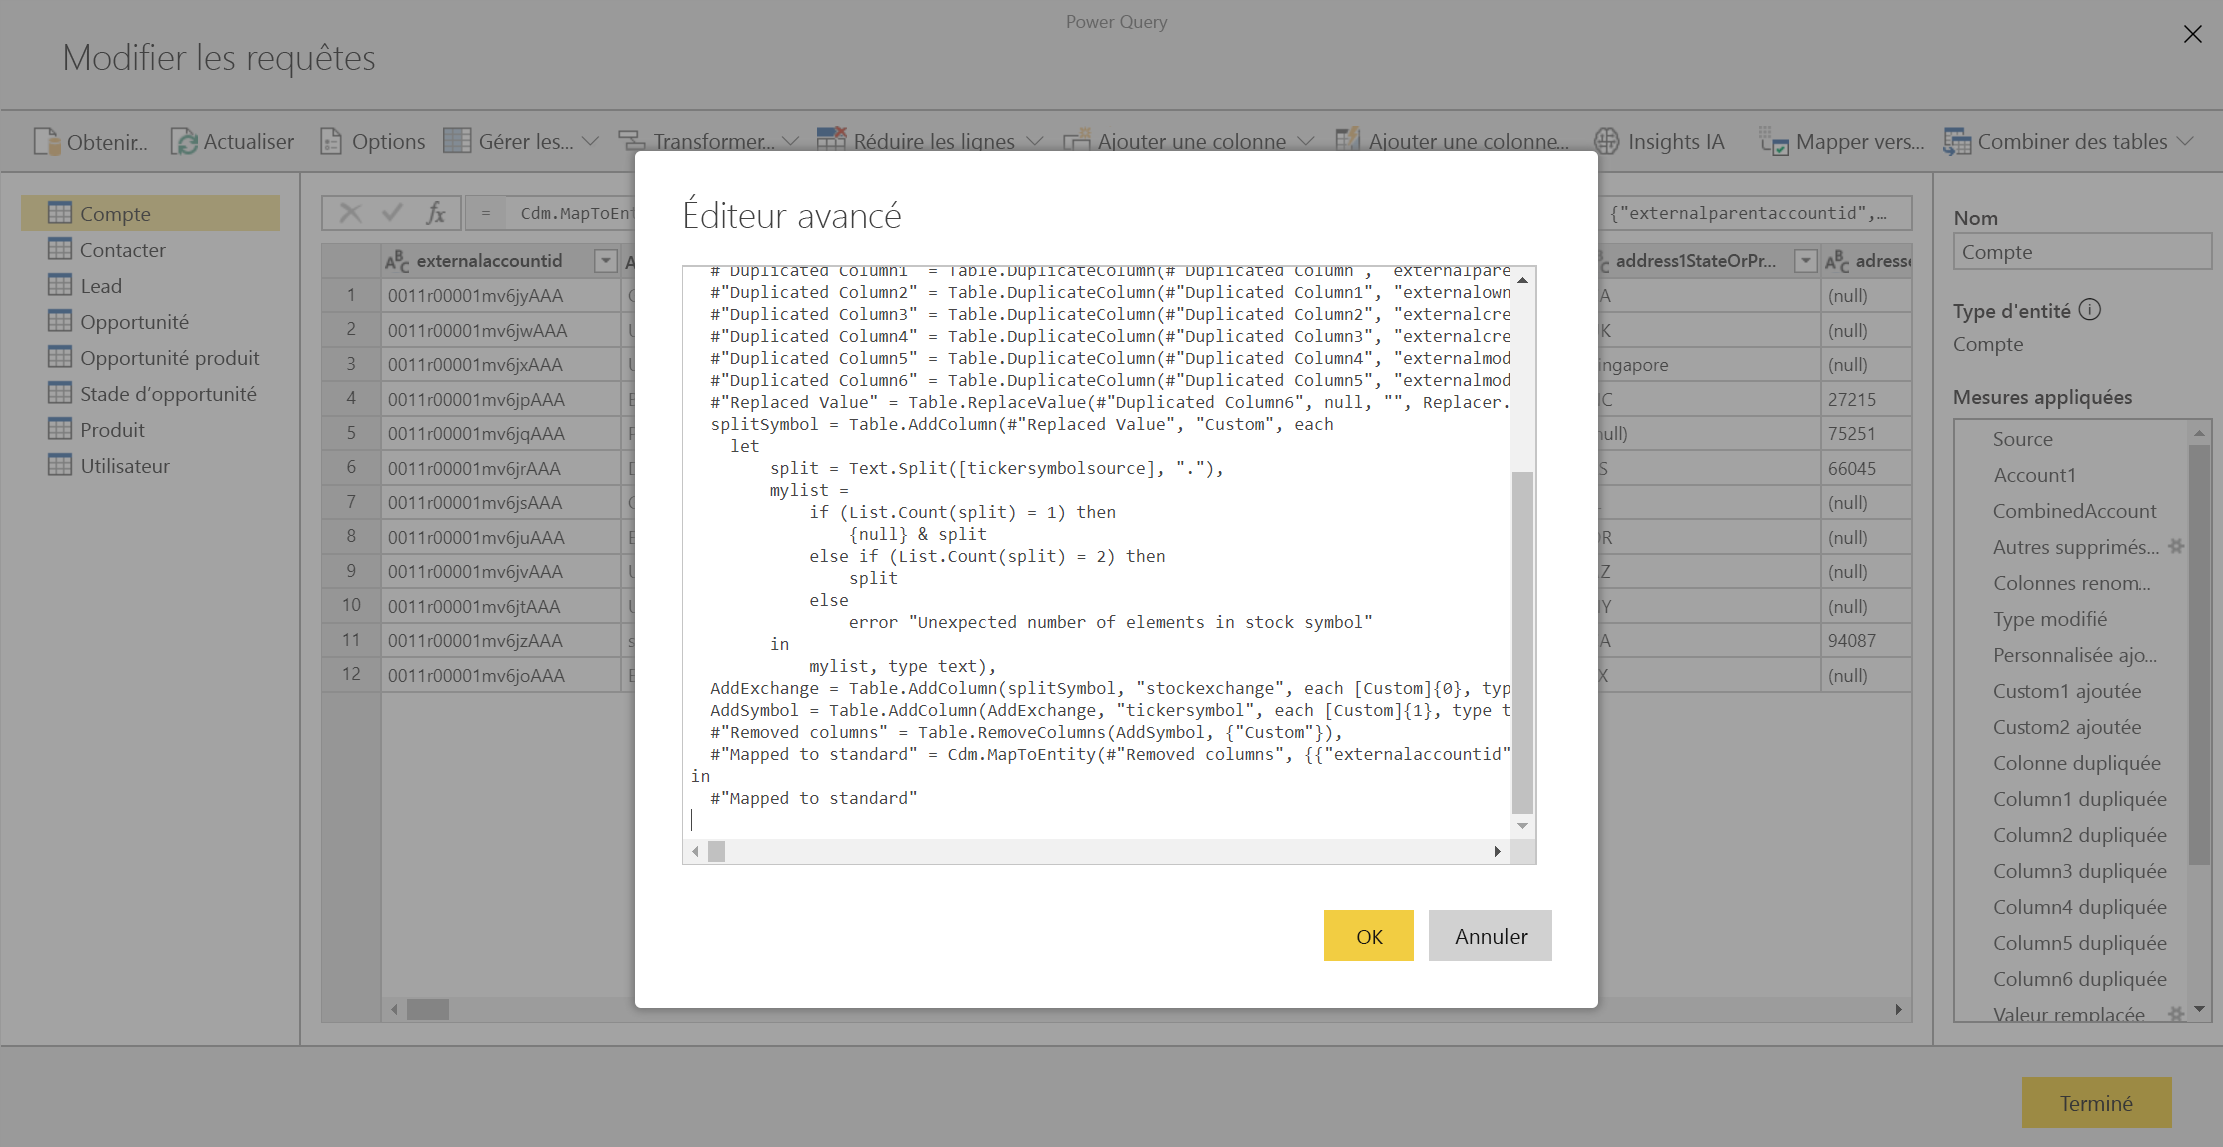 Power Query
Modifier les requêtes
Obtenir... Actualiser Options Gérer les... Transformer... Réduire les lignes Ajouter une colonne Ajouter une colonne... Insights IA Mapper vers... Combiner des tables
Compte
Contacter
Lead
Opportunité
Opportunité produit
Stade d'opportunité
Produit
Utilisateur
fx = Cdm.MapToEnt
{"externalparentaccountid",...
externalaccountid
1 0011r00001mv6jyAAA
2 0011r00001mv6jwAAA
3 0011r00001mv6jxAAA
4 0011r00001mv6jpAAA
5 0011r00001mv6jqAAA
6 0011r00001mv6jrAAA
7 0011r00001mv6jsAAA
8 0011r00001mv6juAAA
9 0011r00001mv6jvAAA
10 0011r00001mv6jtAAA
11 0011r00001mv6jzAAA
12 0011r00001mv6joAAA
Éditeur avancé
#"Duplicated Column1" = Table.DuplicateColumn(#"Duplicated Column", "externalpare
#"Duplicated Column2" = Table.DuplicateColumn(#"Duplicated Column1", "externalown
#"Duplicated Column3" = Table.DuplicateColumn(#"Duplicated Column2", "externalcre
#"Duplicated Column4" = Table.DuplicateColumn(#"Duplicated Column3", "externalcre
#"Duplicated Column5" = Table.DuplicateColumn(#"Duplicated Column4", "externalmod
#"Duplicated Column6" = Table.DuplicateColumn(#"Duplicated Column5", "externalmod
#"Replaced Value" = Table.ReplaceValue(#"Duplicated Column6", null, "", Replacer.
splitSymbol = Table.AddColumn(#"Replaced Value", "Custom", each
let
split = Text.Split([tickersymbolsource], "."),
mylist =
if (List.Count(split) = 1) then
{null} & split
else if (List.Count(split) = 2) then
split
else
error "Unexpected number of elements in stock symbol"
in
mylist, type text),
AddExchange = Table.AddColumn(splitSymbol, "stockexchange", each [Custom]{0}, typ
AddSymbol = Table.AddColumn(AddExchange, "tickersymbol", each [Custom]{1}, type t
#"Removed columns" = Table.RemoveColumns(AddSymbol, {"Custom"}),
#"Mapped to standard" = Cdm.MapToEntity(#"Removed columns", {{"externalaccountid"
in
#"Mapped to standard"
OK Annuler
address1StateOrPr... adresse
A (null)
K (null)
ingapore (null)
C 27215
null) 75251
S 66045
(null)
R (null)
Z (null)
Y (null)
A 94087
X (null)
Nom
Compte
Type d'entité
Compte
Mesures appliquées
Source
Account1
CombinedAccount
Autres supprimés...
Colonnes renom...
Type modifié
Personnalisée ajo...
Custom1 ajoutée
Custom2 ajoutée
Colonne dupliquée
Column1 dupliquée
Column2 dupliquée
Column3 dupliquée
Column4 dupliquée
Column5 dupliquée
Column6 dupliquée
Valeur remplacée
Terminé